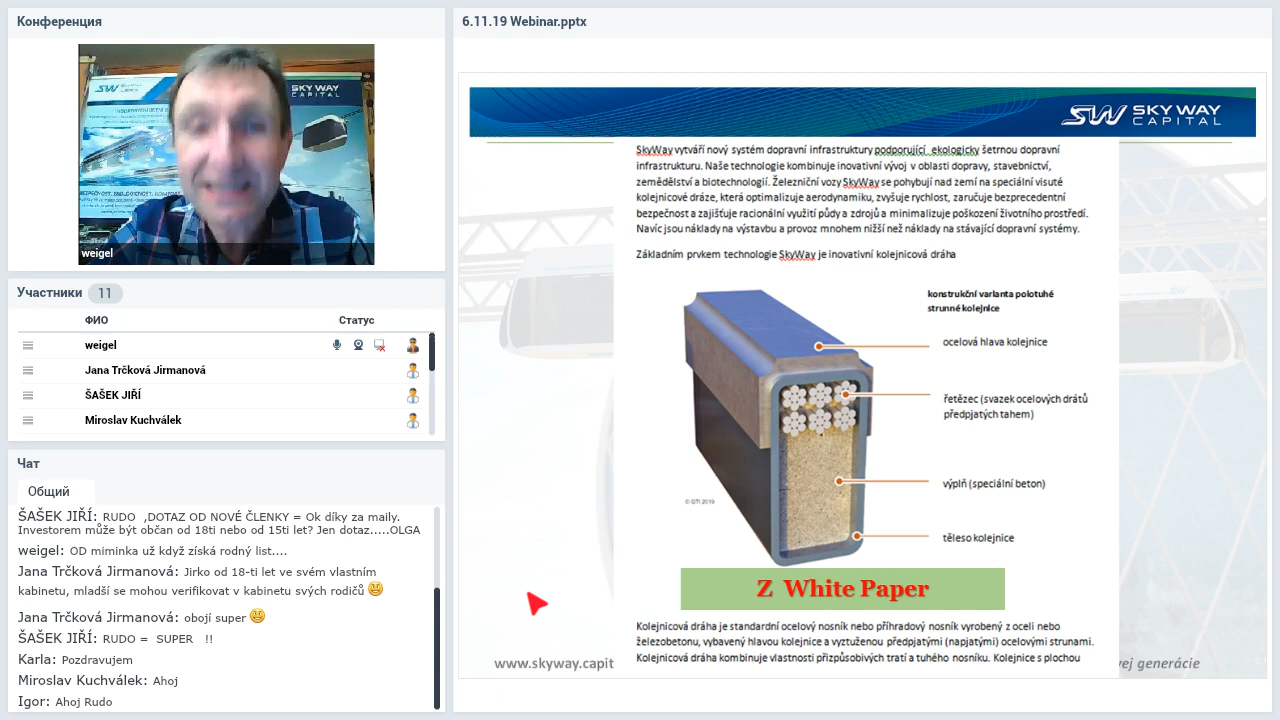 Конференция
SKY WAY
CAPITAL
weigel
Участники 11
ФИО Статус
weigel
Jana Trčková Jirmanová
ŠAŠEK JIŘÍ
Miroslav Kuchválek
Чат
Общий
ŠAŠEK JIŘÍ: RUDO ,DOTAZ OD NOVÉ ČLENKY = Ok díky za maily.
Investorem může být občan od 18ti nebo od 15ti let? Jen dotaz.....OLGA
weigel: OD miminka už když získá rodný list....
Jana Trčková Jirmanová: Jirko od 18-ti let ve svém vlastním
kabinetu, mladší se mohou verifikovat v kabinetu svých rodičů
Jana Trčková Jirmanová: obojí super
ŠAŠEK JIŘÍ: RUDO = SUPER !!
Karla: Pozdravujem
Miroslav Kuchválek: Ahoj
Igor: Ahoj Rudo
6.11.19 Webinar.pptx
SW SKY WAY
CAPITAL
SkyWay vytváří nový systém dopravní infrastruktury podporující ekologicky šetrnou dopravní
infrastrukturu. Naše technologie kombinuje inovativní vývoj v oblasti dopravy, stavebnictví,
zemědělství a biotechnologií. Železniční vozy SkyWay se pohybují nad zemí na speciální visuté
kolejnicové dráze, která optimalizuje aerodynamiku, zvyšuje rychlost, zaručuje bezprecedentní
bezpečnost a zajišťuje racionální využití půdy a zdrojů a minimalizuje poškození životního prostředí.
Navíc jsou náklady na výstavbu a provoz mnohem nižší než náklady na stávající dopravní systémy.
Základním prvkem technologie SkyWay je inovativní kolejnicová dráha
konstrukční varianta polotuhé
strunné kolejnice
ocelová hlava kolejnice
řetězec (svazek ocelových drátů
předpjatých tahem)
výplň (speciální beton)
těleso kolejnice
© GTI 2019
Z White Paper
Kolejnicová dráha je standardní ocelový nosník nebo příhradový nosník vyrobený z oceli nebo
železobetonu, vybavený hlavou kolejnice a vyztuženou předpjatými (napjatými) ocelovými strunami.
Kolejnicová dráha kombinuje vlastnosti přizpůsobivých tratí a tuhého nosníku. Kolejnice s plochou
www.skyway.capit vej generácie